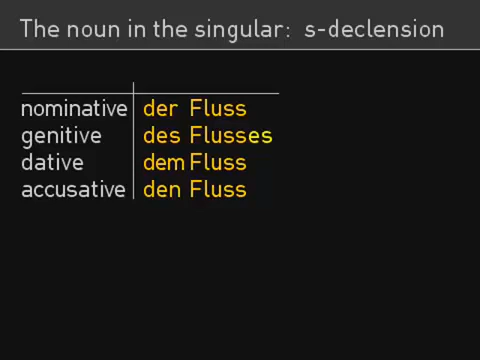 The noun in the singular: s-declension
nominative der Fluss
genitive des Flusses
dative dem Fluss
accusative den Fluss